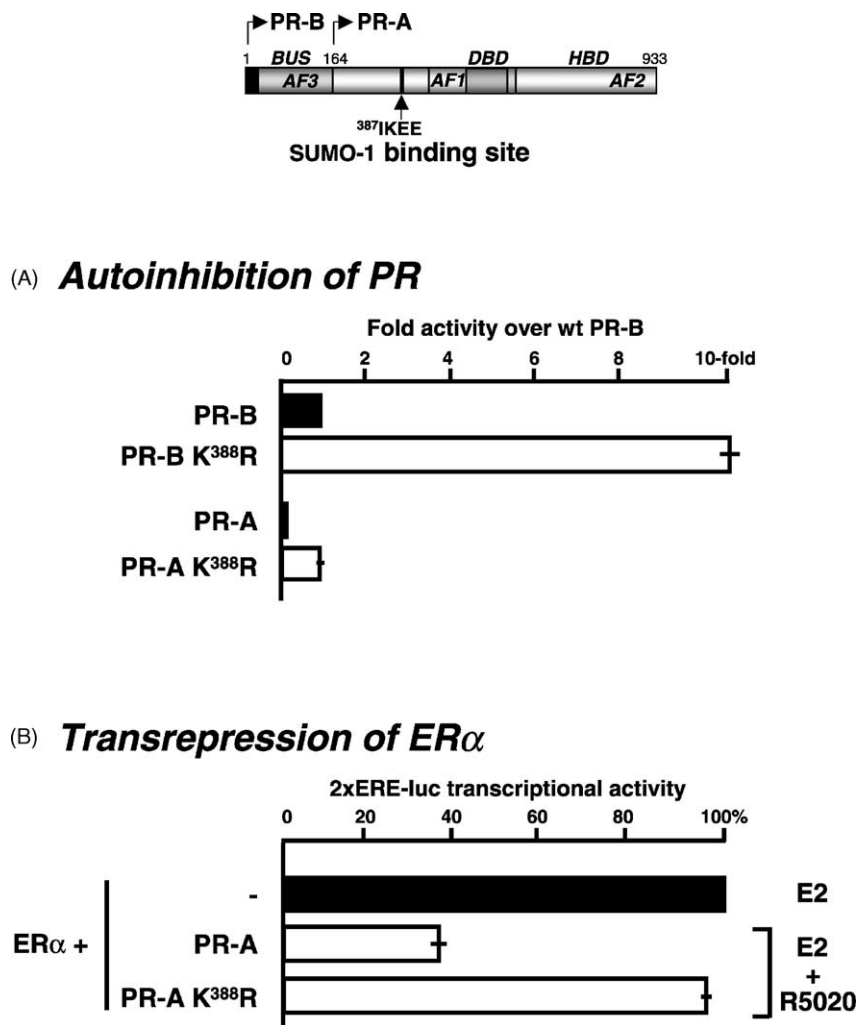 PR-B PR-A
1 BUS 164 DBD HBD 933
AF3 AF1 AF2
387IKEE
SUMO-1 binding site
(A) Autoinhibition of PR
Fold activity over wt PR-B
0 2 4 6 8 10-fold
PR-B
PR-B K388R
PR-A
PR-A K388R
(B) Transrepression of ERα
2xERE-luc transcriptional activity
0 20 40 60 80 100%
- E2
ERα + PR-A E2
+
PR-A K388R R5020